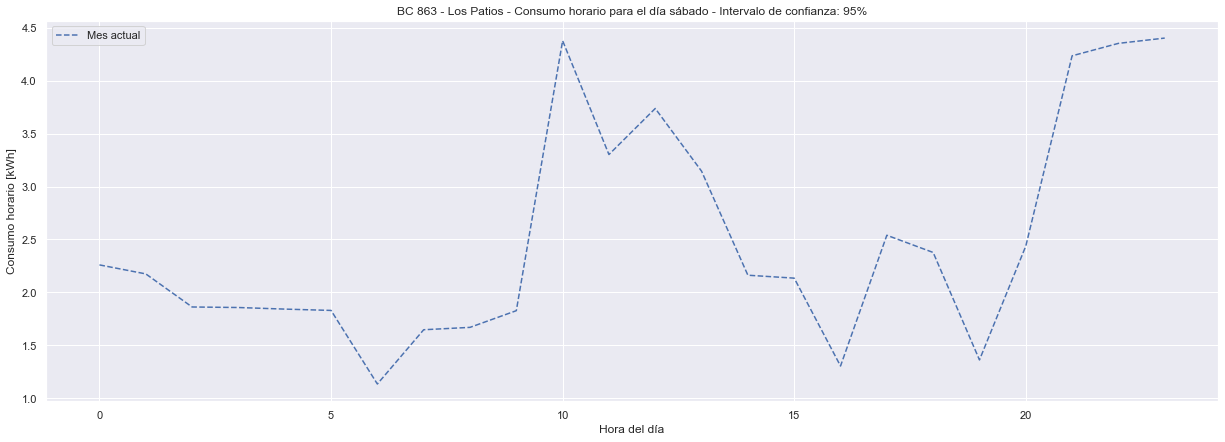 BC 863 - Los Patios - Consumo horario para el día sábado - Intervalo de confianza: 95%
Mes actual
4.5
4.0
3.5
3.0
2.5
2.0
1.5
1.0
Consumo horario [kWh]
0 5 10 15 20
Hora del día